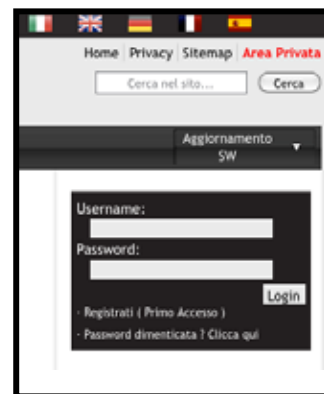 Home Privacy Sitemap Area Privata
Cerca nel sito... Cerca
Aggiornamento
SW
Username:
Password:
Login
- Registrati ( Primo Accesso )
- Password dimenticata ? Clicca qui